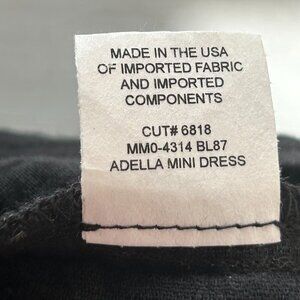 MADE IN THE USA
OF IMPORTED FABRIC
AND IMPORTED
COMPONENTS
CUT# 6818
MM0-4314 BL87
ADELLA MINI DRESS